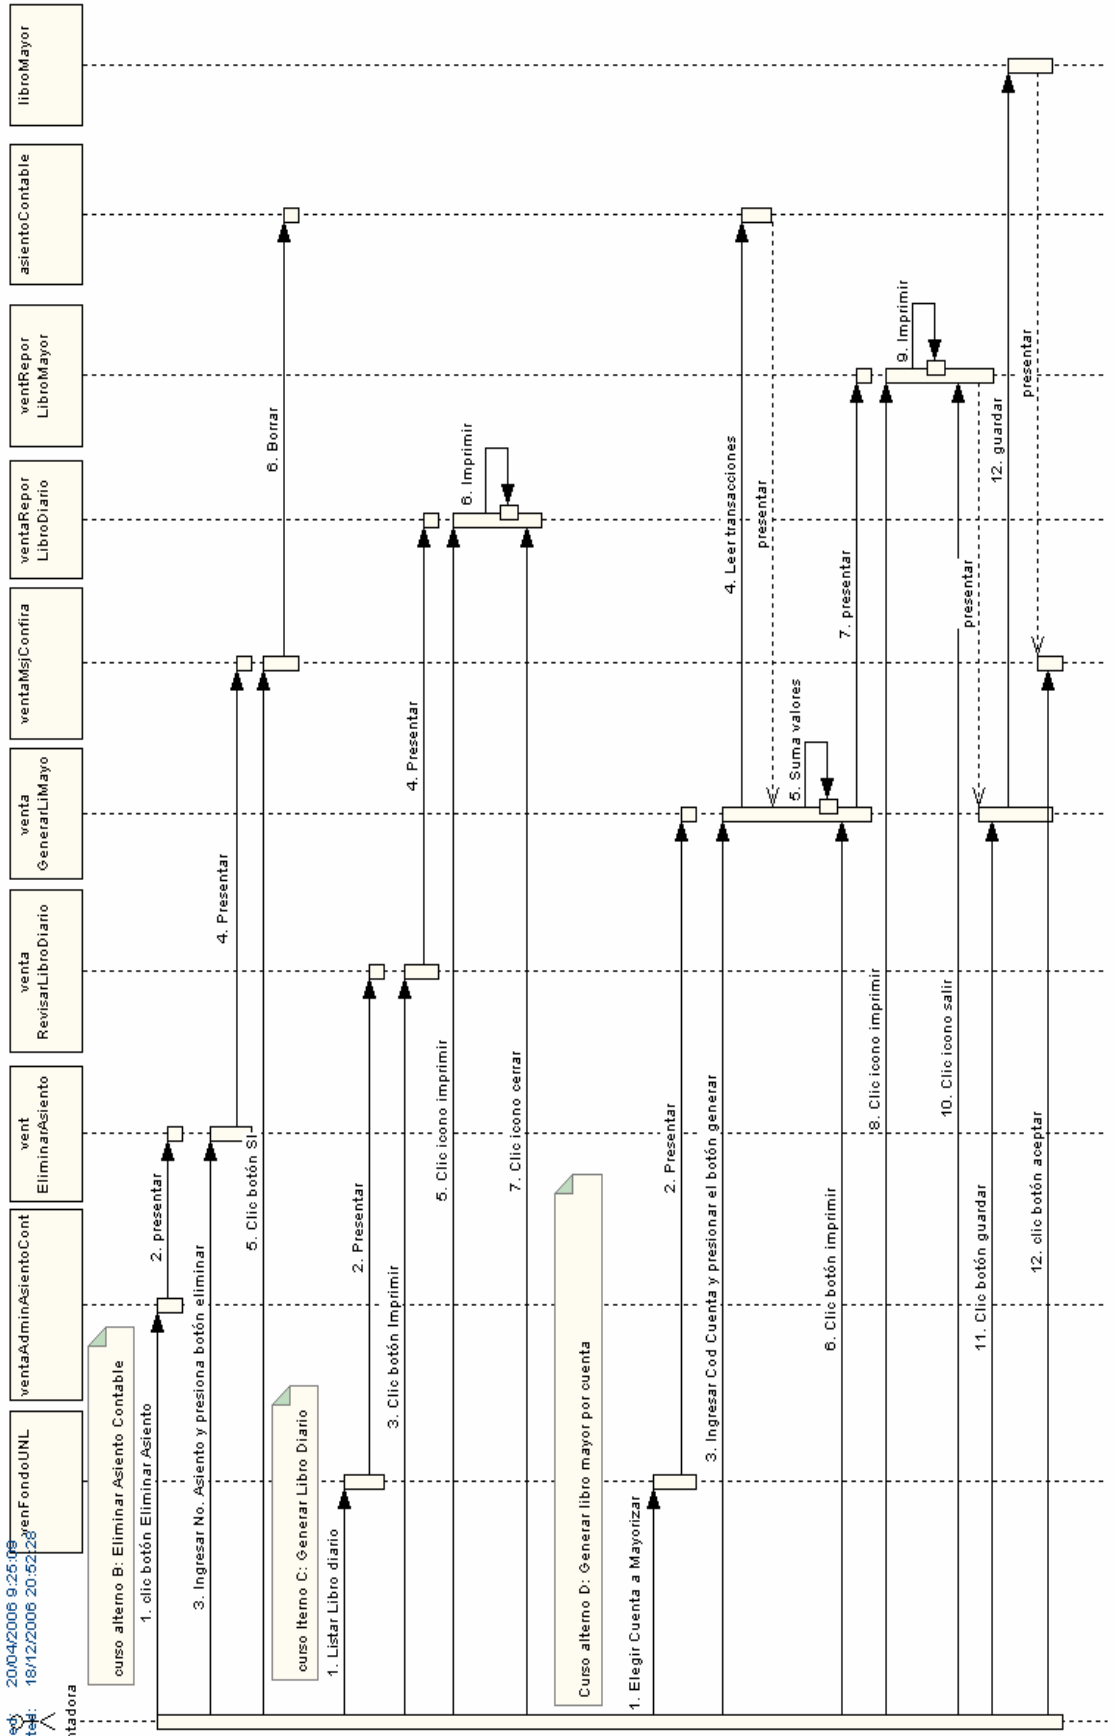 20/04/2006 9:25:09
18/12/2006 20:52:28
ntadora
venFondoUNL
ventaAdminAsientoCont
vent
EliminarAsiento
venta
RevisarLibroDiario
venta
GenerarLiMayo
ventaMsjConfira
ventaRepor
LibroDiario
ventRepor
LibroMayor
asientoContable
libroMayor
curso alterno B: Eliminar Asiento Contable
1. clic botón Eliminar Asiento
2. presentar
3. Ingresar No. Asiento y presiona botón eliminar
4. Presentar
5. Clic botón SI
6. Borrar
curso lterno C: Generar Libro Diario
1. Listar Libro diario
2. Presentar
3. Clic botón Imprimir
4. Presentar
5. Clic icono imprimir
6. Imprimir
7. Clic icono cerrar
Curso alterno D: Generar libro mayor por cuenta
1. Elegir Cuenta a Mayorizar
2. Presentar
3. Ingresar Cod Cuenta y presionar el botón generar
4. Leer transacciones
presentar
5. Suma valores
6. Clic botón imprimir
7. presentar
8. Clic icono imprimir
9. Imprimir
10. Clic icono salir
presentar
11. Clic botón guardar
12. guardar
presentar
12. clic botón aceptar